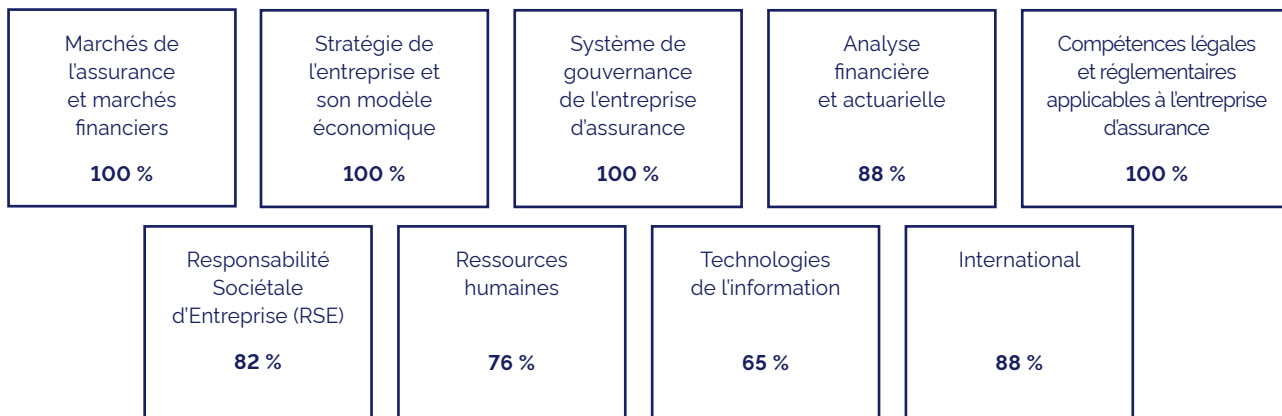 Marchés de
l'assurance
et marchés
financiers
100 %
Stratégie de
l'entreprise et
son modèle
économique
100 %
Système de
gouvernance
de l'entreprise
d'assurance
100 %
Analyse
financière
et actuarielle
88 %
Compétences légales
et réglementaires
applicables à l'entreprise
d'assurance
100 %
Responsabilité
Sociétale
d'Entreprise (RSE)
82 %
Ressources
humaines
76 %
Technologies
de l'information
65 %
International
88 %